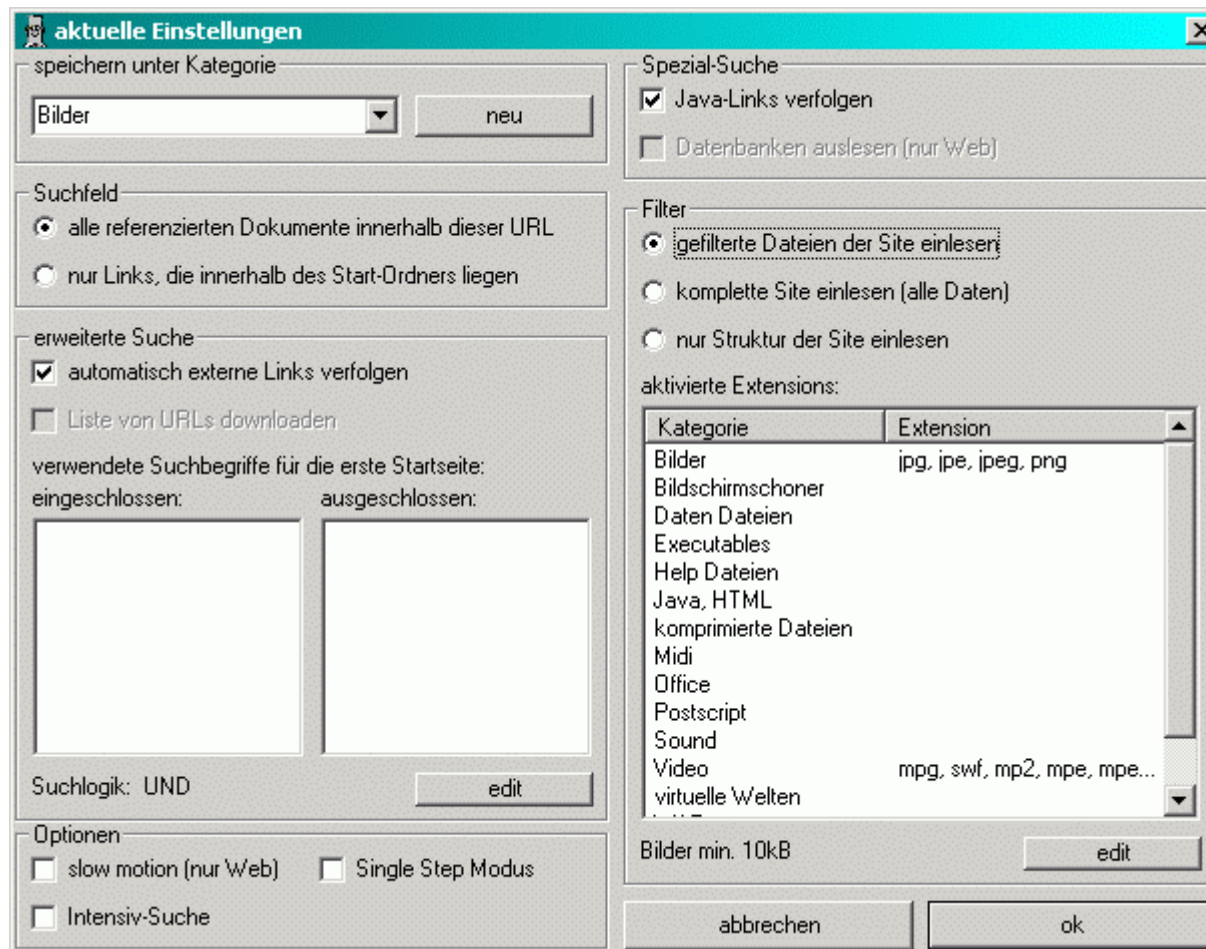 aktuelle Einstellungen
speichern unter Kategorie
Bilder
neu
Suchfeld
alle referenzierten Dokumente innerhalb dieser URL
nur Links, die innerhalb des Start-Ordners liegen
erweiterte Suche
automatisch externe Links verfolgen
Liste von URLs downloaden
verwendete Suchbegriffe für die erste Startseite:
eingeschlossen: ausgeschlossen:
Suchlogik: UND
edit
Optionen
slow motion (nur Web) Single Step Modus
Intensiv-Suche
Spezial-Suche
Java-Links verfolgen
Datenbanken auslesen (nur Web)
Filter
gefilterte Dateien der Site einlesen
komplette Site einlesen (alle Daten)
nur Struktur der Site einlesen
aktivierte Extensions:
Kategorie Extension
Bilder jpg, jpe, jpeg, png
Bildschirmschoner
Daten Dateien
Executables
Help Dateien
Java, HTML
komprimierte Dateien
Midi
Office
Postscript
Sound
Video mpg, swf, mp2, mpe, mpe...
virtuelle Welten
Bilder min. 10kB
edit
abbrechen
ok